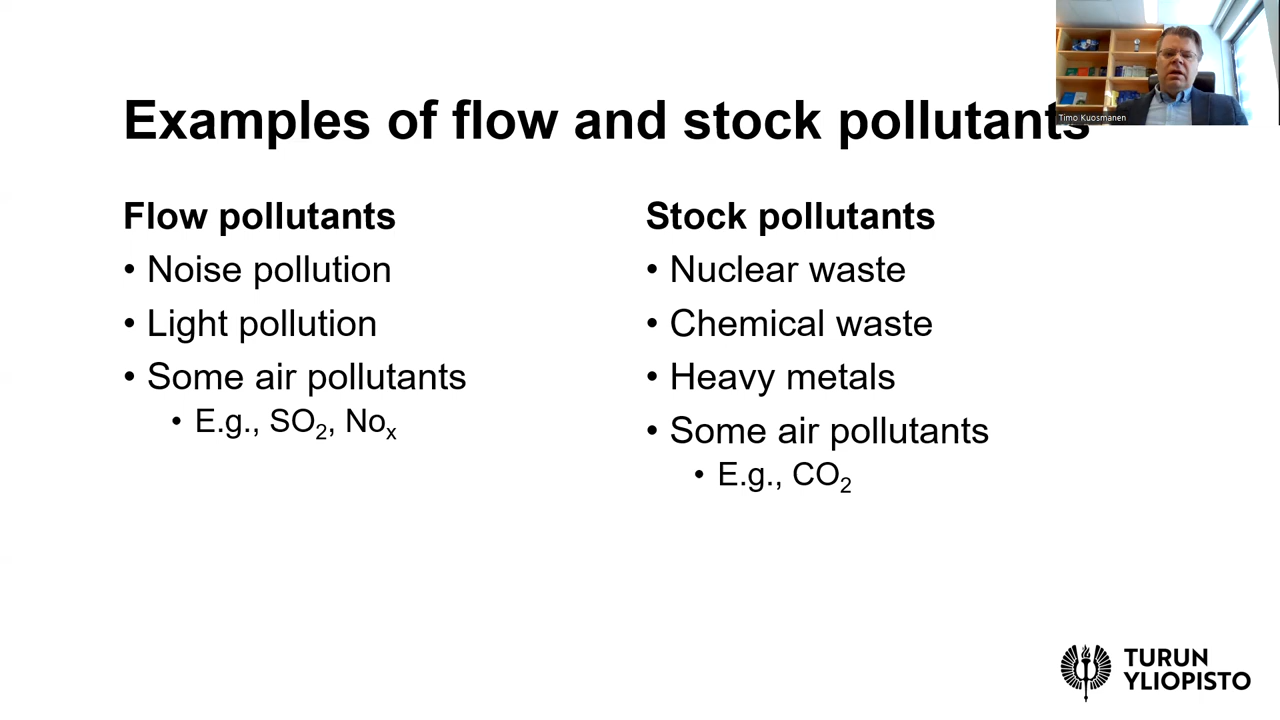 Examples of flow and stock pollutants
Timo Kuosmanen
Flow pollutants
• Noise pollution
• Light pollution
• Some air pollutants
• E.g., SO₂, Noₓ
Stock pollutants
• Nuclear waste
• Chemical waste
• Heavy metals
• Some air pollutants
• E.g., CO₂
TURUN
YLIOPISTO